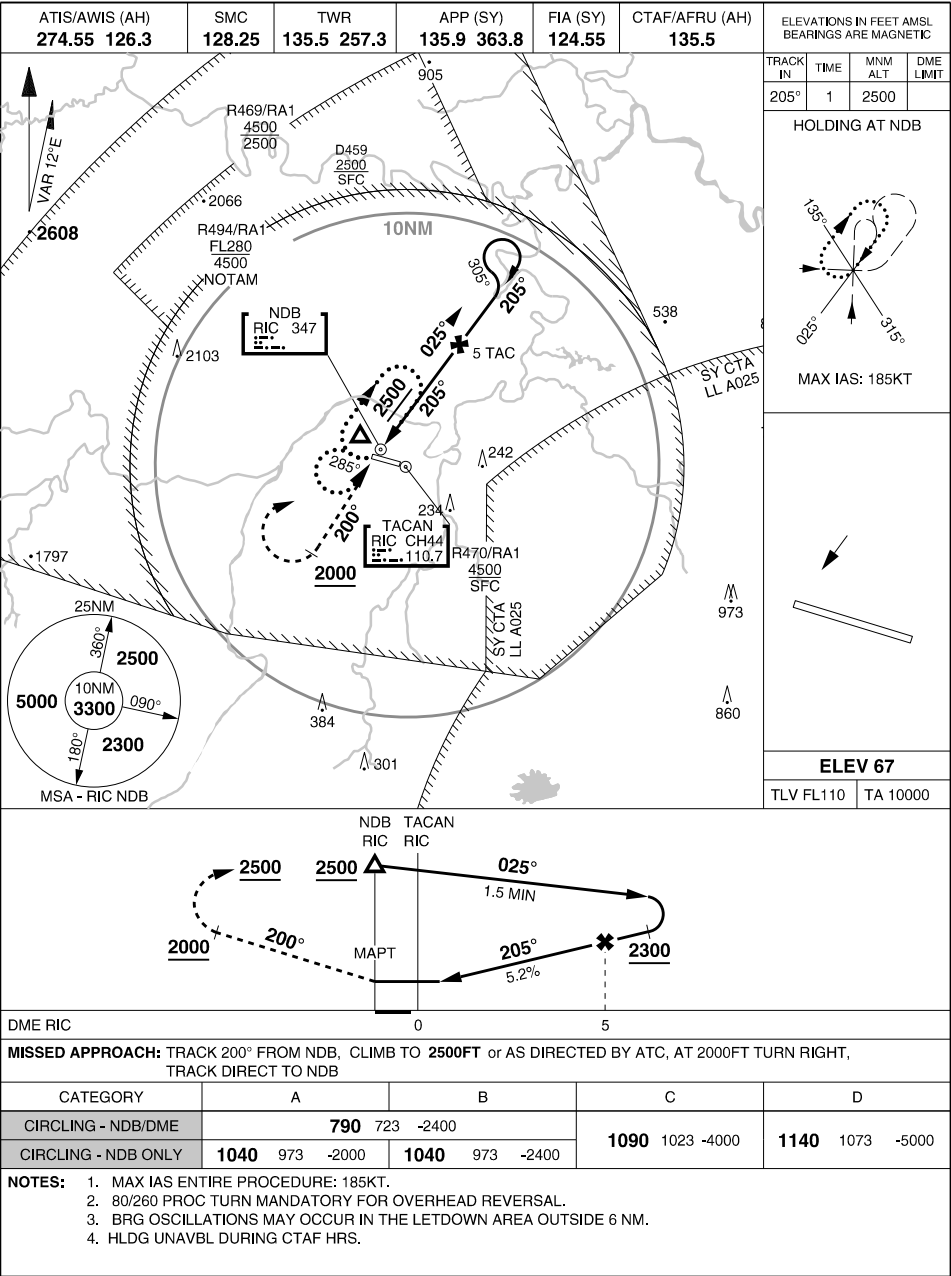 ATIS/AWIS (AH) SMC TWR APP (SY) FIA (SY) CTAF/AFRU (AH)
274.55 126.3 128.25 135.5 257.3 135.9 363.8 124.55 135.5
ELEVATIONS IN FEET AMSL
BEARINGS ARE MAGNETIC
TRACK IN TIME MNM ALT DME LIMIT
205° 1 2500
HOLDING AT NDB
135°
025°
315°
MAX IAS: 185KT
VAR 12°E
905
R469/RA1
4500
2500
D459
2500
SFC
2066
2608
R494/RA1
FL280
4500
NOTAM
10NM
305°
205°
NDB
RIC 347
025°
5 TAC
538
2103
SY CTA
LL A025
2500
205°
285°
242
234
200°
TACAN
RIC CH44
110.7
R470/RA1
4500
SFC
2000
1797
SY CTA
LL A025
973
25NM
360°
2500
5000
10NM
3300
090°
180°
2300
MSA - RIC NDB
384
860
301
ELEV 67
TLV FL110 TA 10000
NDB TACAN
RIC RIC
2500 2500 025°
1.5 MIN
2000 200° MAPT 205° 2300
5.2%
DME RIC 0 5
MISSED APPROACH: TRACK 200° FROM NDB, CLIMB TO 2500FT or AS DIRECTED BY ATC, AT 2000FT TURN RIGHT,
TRACK DIRECT TO NDB
CATEGORY A B C D
CIRCLING - NDB/DME 790 723 -2400 1090 1023 -4000 1140 1073 -5000
CIRCLING - NDB ONLY 1040 973 -2000 1040 973 -2400
NOTES: 1. MAX IAS ENTIRE PROCEDURE: 185KT.
2. 80/260 PROC TURN MANDATORY FOR OVERHEAD REVERSAL.
3. BRG OSCILLATIONS MAY OCCUR IN THE LETDOWN AREA OUTSIDE 6 NM.
4. HLDG UNAVBL DURING CTAF HRS.